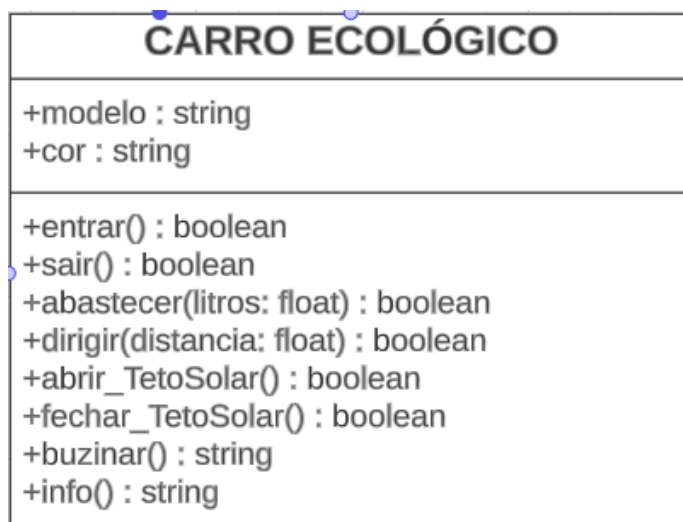 CARRO ECOLÓGICO
+modelo : string
+cor : string
+entrar() : boolean
+sair() : boolean
+abastecer(litros: float) : boolean
+dirigir(distancia: float) : boolean
+abrir_TetoSolar() : boolean
+fechar_TetoSolar() : boolean
+buzinar() : string
+info() : string